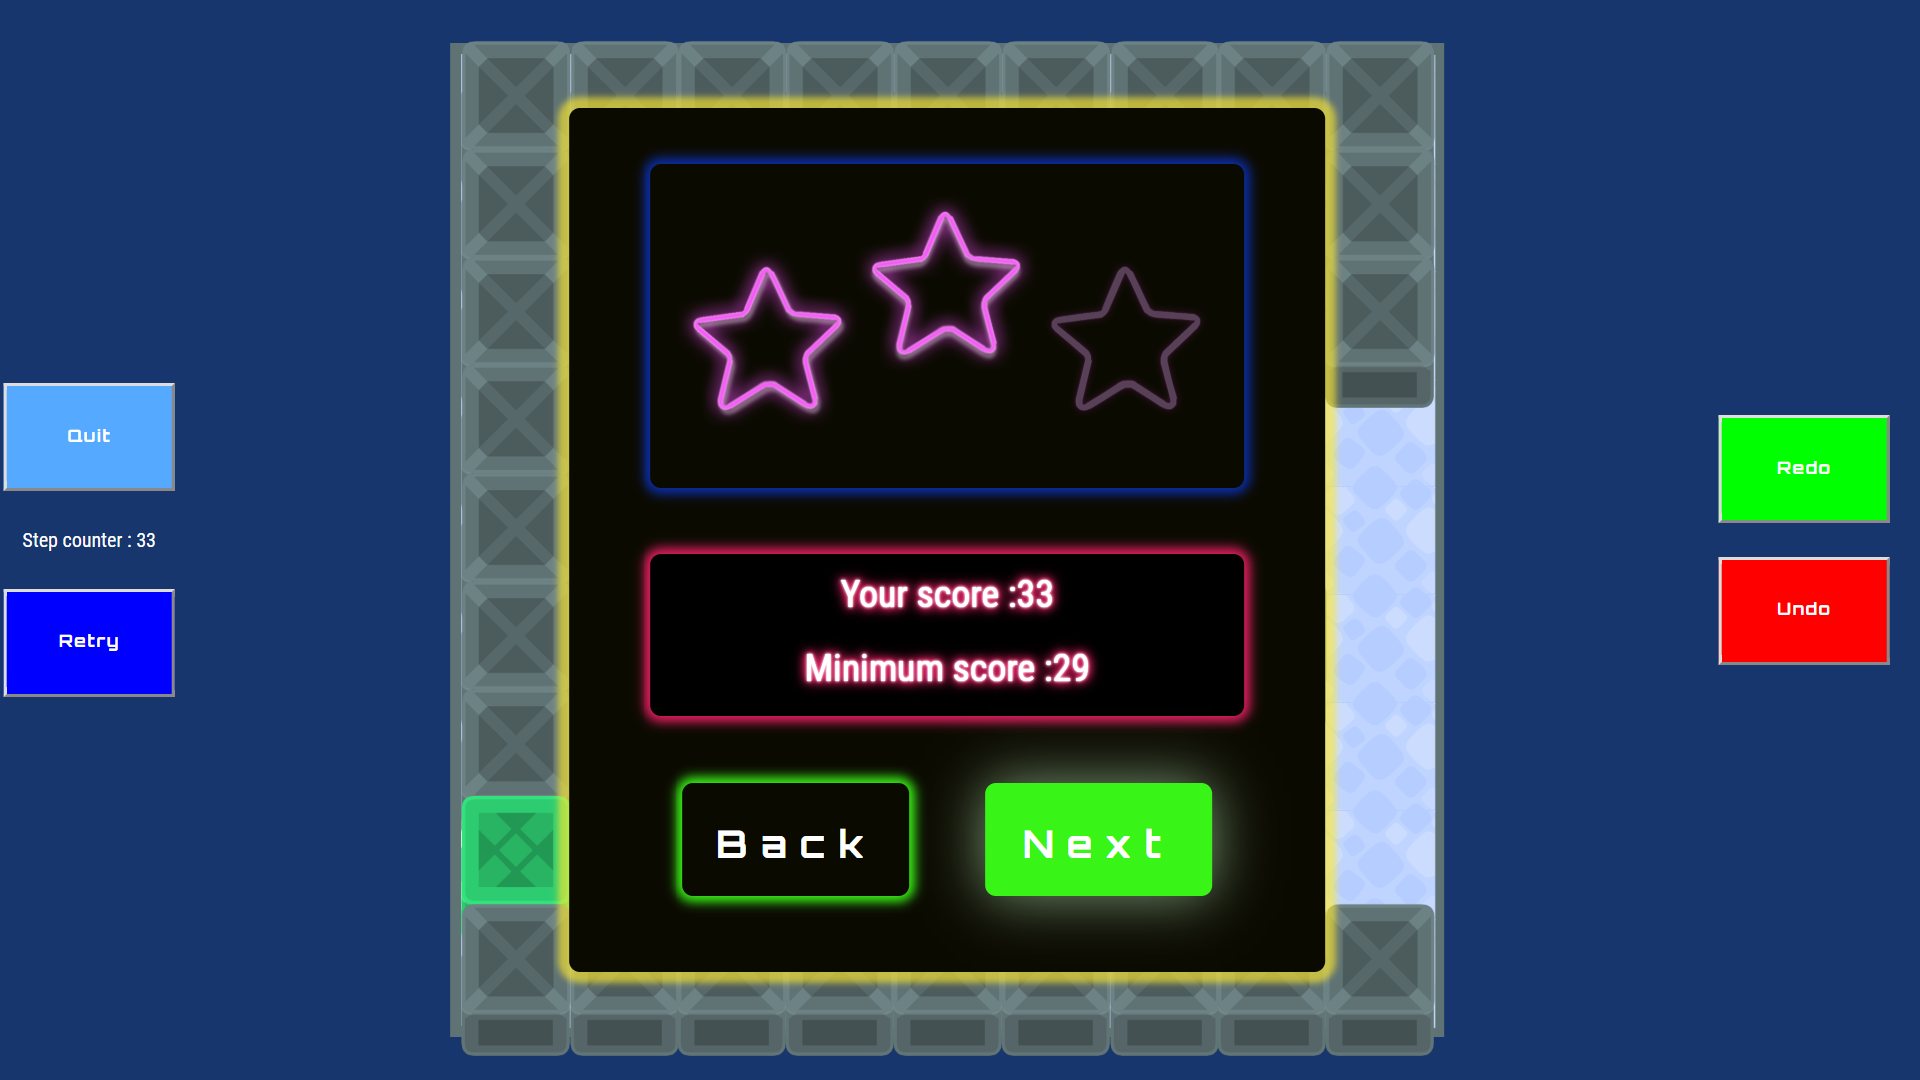 Quit
Step counter : 33
Retry
Your score :33
Minimum score :29
Back
Next
Redo
Undo